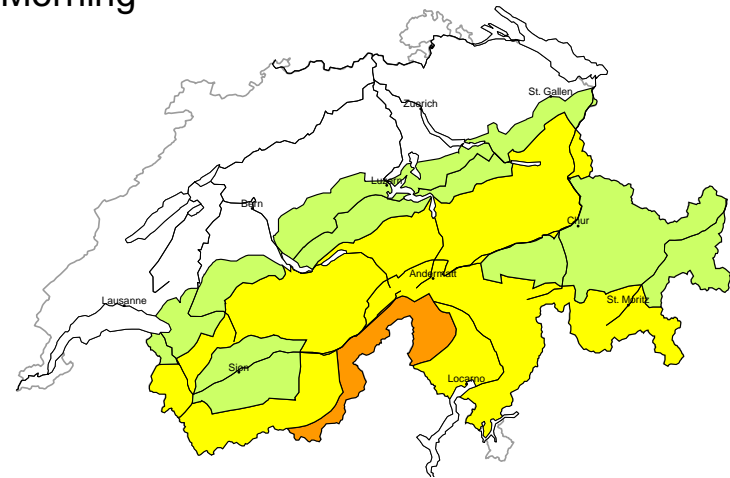 Morning
St. Gallen
Zuerich
Luzern
Bern
Chur
Andermatt
Lausanne
St. Moritz
Sion
Locarno